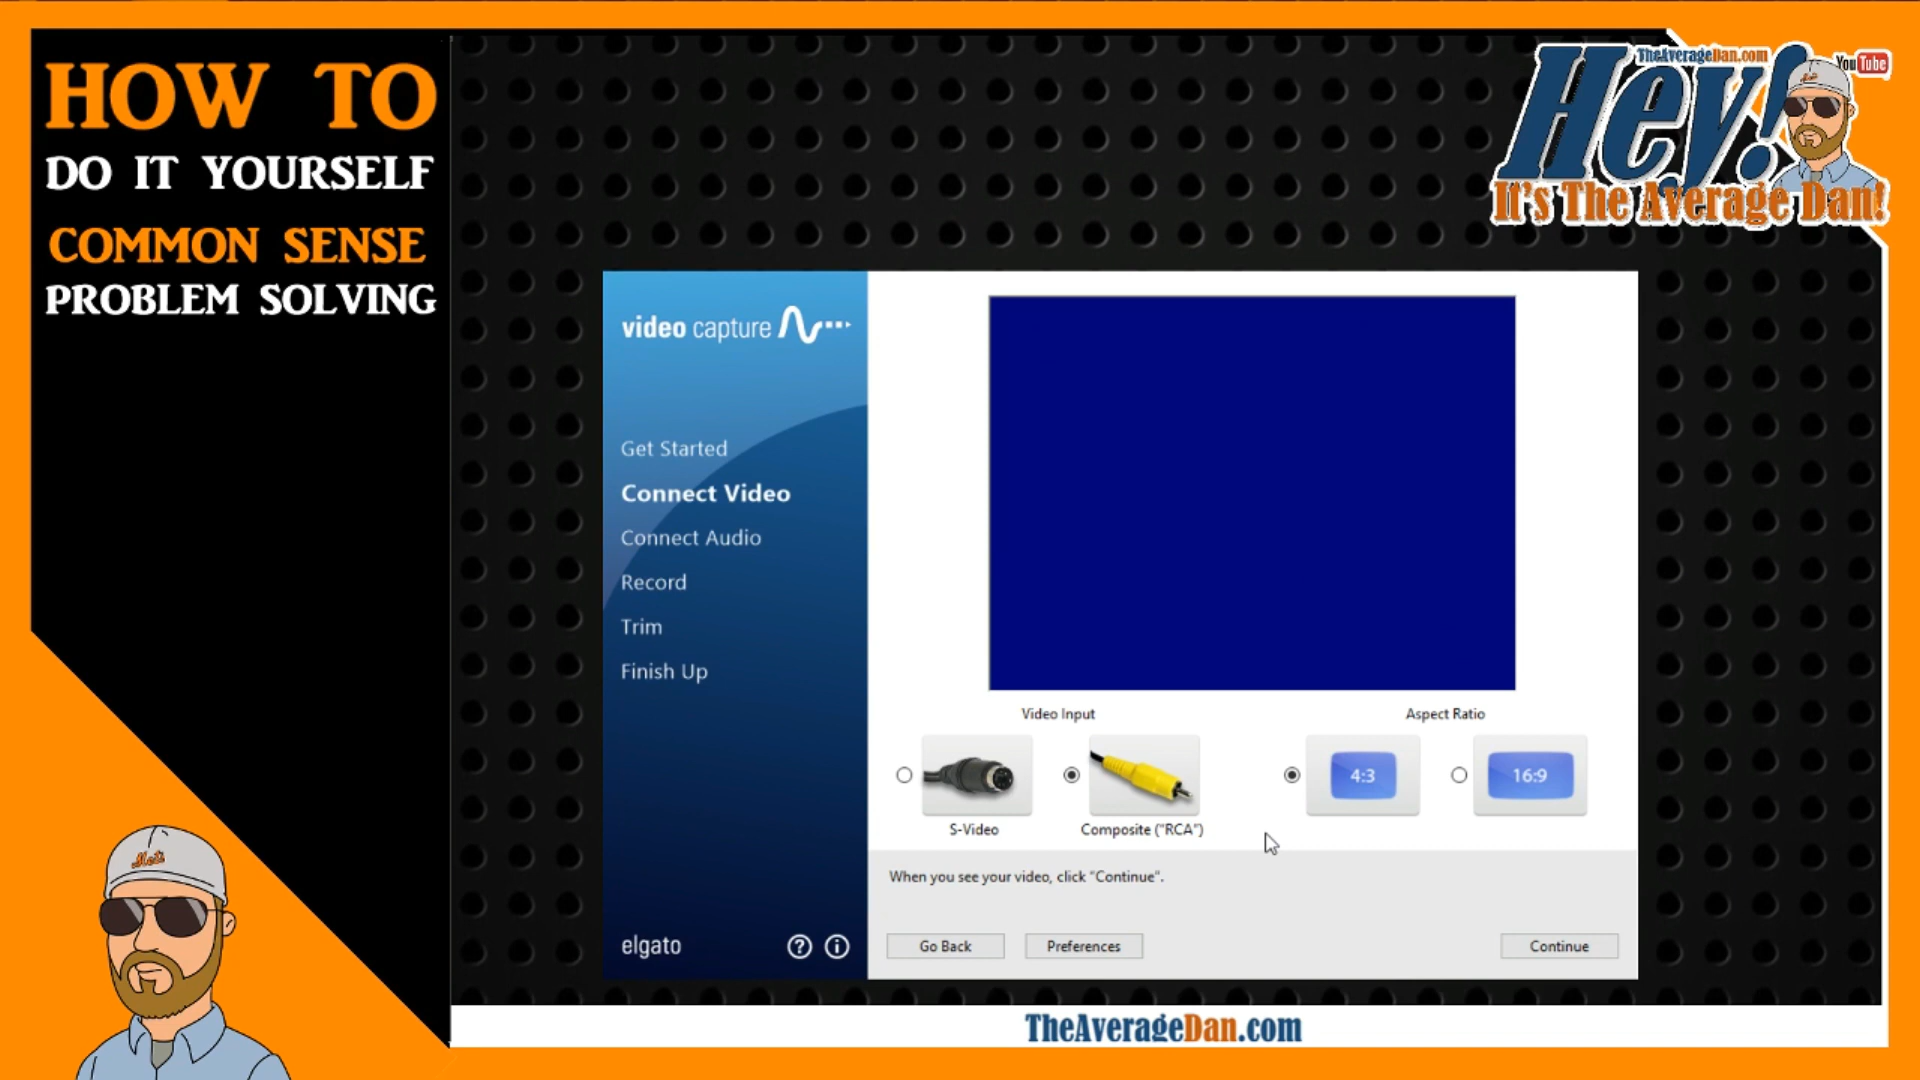 HOW TO
DO IT YOURSELF
COMMON SENSE
PROBLEM SOLVING
TheAverageDan.com
YouTube
Hey!
It's The Average Dan!
Mets
video capture
Get Started
Connect Video
Connect Audio
Record
Trim
Finish Up
elgato
Video Input
Aspect Ratio
4:3
16:9
S-Video
Composite ("RCA")
When you see your video, click "Continue".
Go Back
Preferences
Continue
TheAverageDan.com
Mets